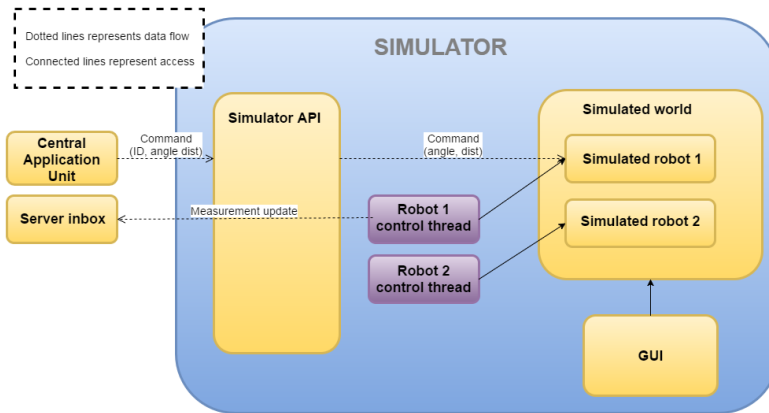 Dotted lines represents data flow
Connected lines represent access
SIMULATOR
Simulator API
Simulated world
Central
Application
Unit
Command
(ID, angle dist)
Command
(angle, dist)
Simulated robot 1
Server inbox
Measurement update
Robot 1
control thread
Simulated robot 2
Robot 2
control thread
GUI